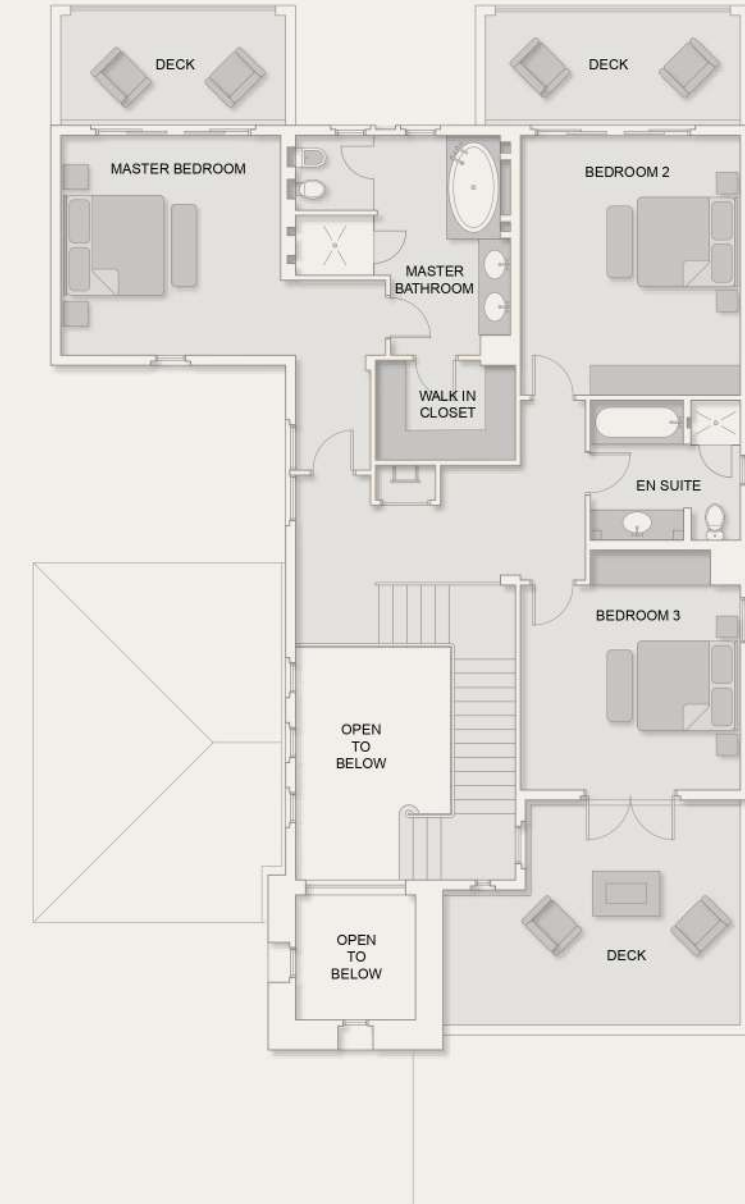 DECK
DECK
MASTER BEDROOM
BEDROOM 2
MASTER
BATHROOM
WALK IN
CLOSET
EN SUITE
BEDROOM 3
OPEN
TO
BELOW
OPEN
TO
BELOW
DECK